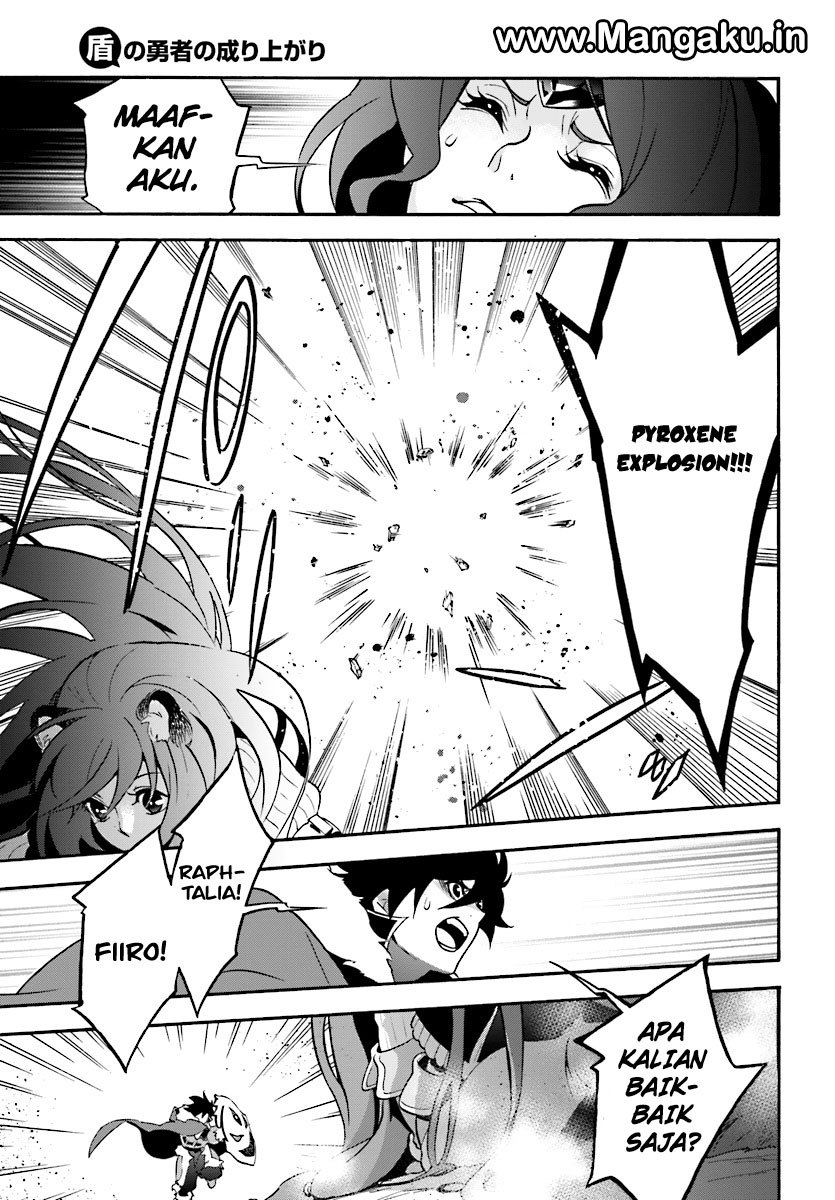 盾の勇者の成り上がり
www.Mangaku.in
MAAF-
KAN
AKU.
PYROXENE
EXPLOSION!!!
RAPH-
TALIA!
FIIRO!
APA
KALIAN
BAIK-
BAIK
SAJA?